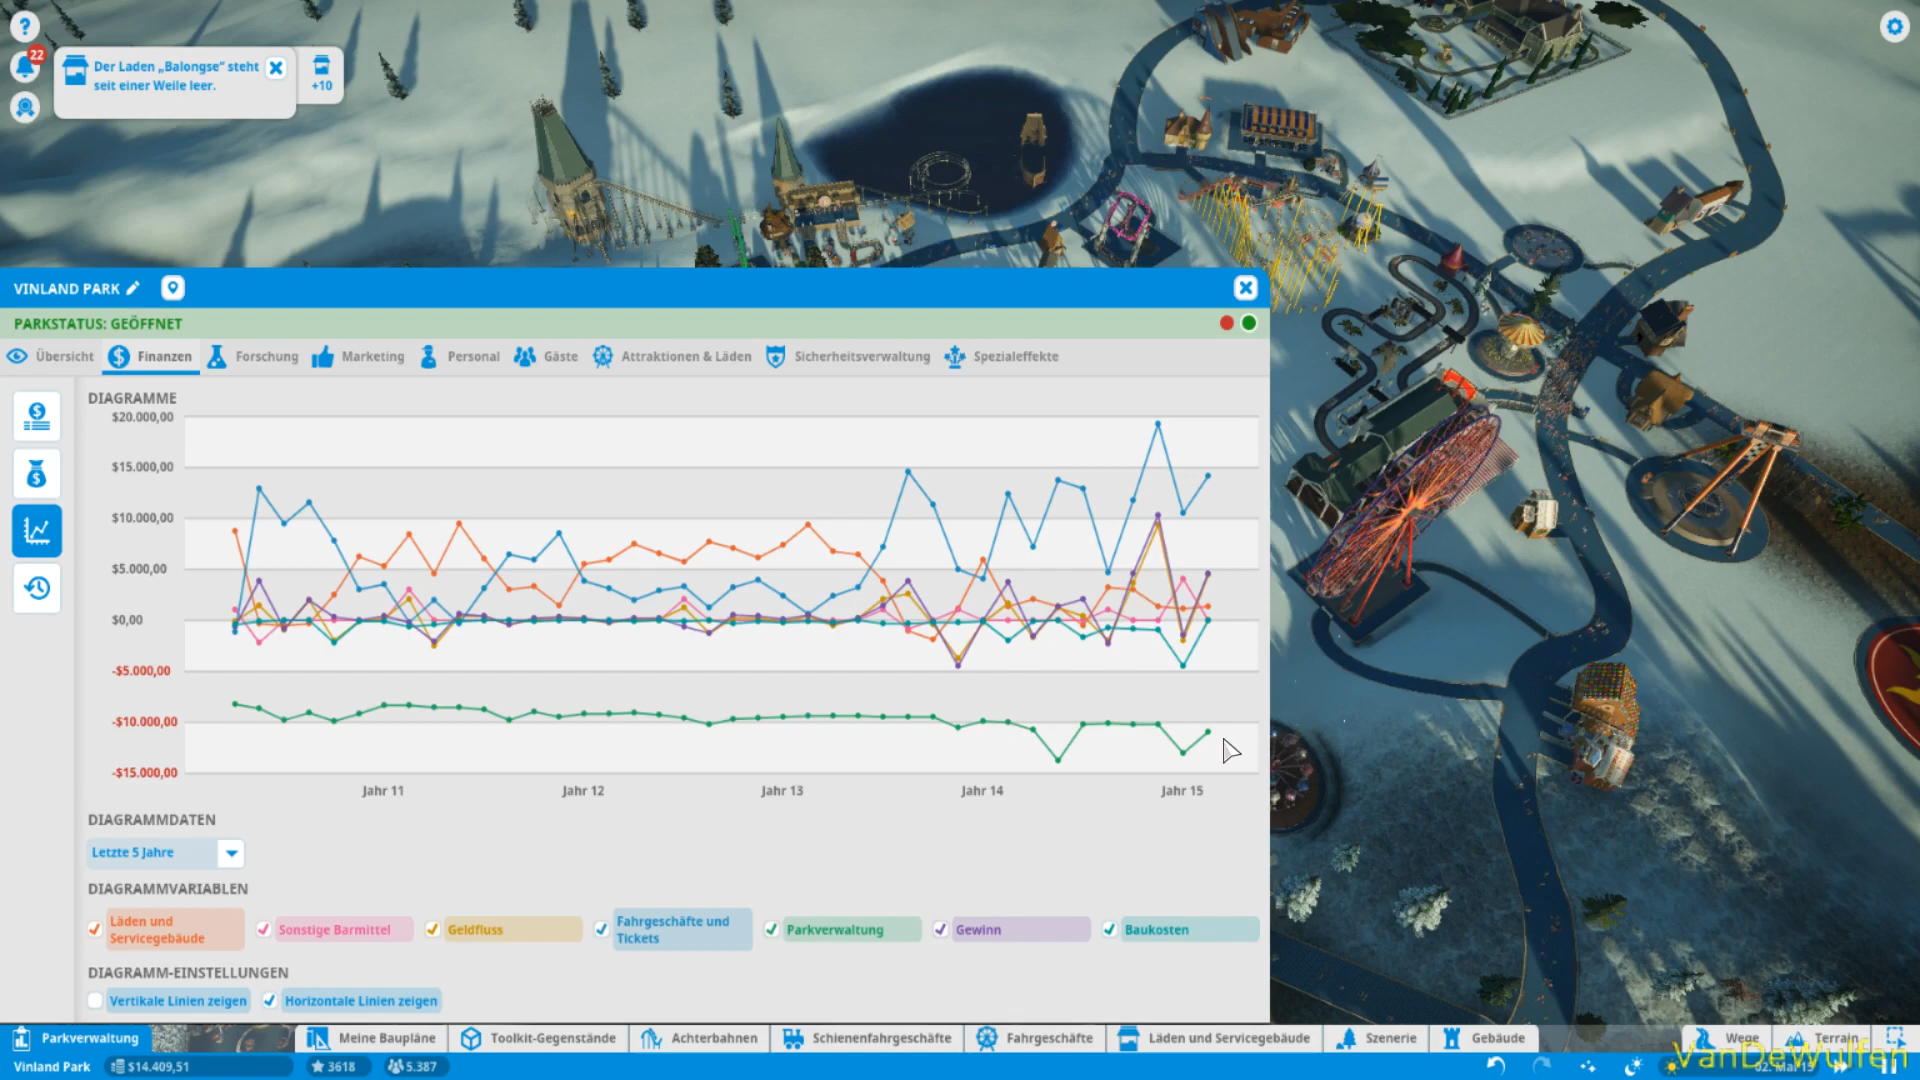 ?
22
Der Laden „Balongse“ steht
seit einer Weile leer.
+10
VINLAND PARK
PARKSTATUS: GEÖFFNET
Übersicht
Finanzen
Forschung
Marketing
Personal
Gäste
Attraktionen & Läden
Sicherheitsverwaltung
Spezialeffekte
DIAGRAMME
$20.000,00
$15.000,00
$10.000,00
$5.000,00
$0,00
-$5.000,00
-$10.000,00
-$15.000,00
Jahr 11
Jahr 12
Jahr 13
Jahr 14
Jahr 15
DIAGRAMMDATEN
Letzte 5 Jahre
DIAGRAMMVARIABLEN
Läden und
Servicegebäude
Sonstige Barmittel
Geldfluss
Fahrgeschäfte und
Tickets
Parkverwaltung
Gewinn
Baukosten
DIAGRAMM-EINSTELLUNGEN
Vertikale Linien zeigen
Horizontale Linien zeigen
Parkverwaltung
Meine Baupläne
Toolkit-Gegenstände
Achterbahnen
Schienenfahrgeschäfte
Fahrgeschäfte
Läden und Servicegebäude
Szenerie
Gebäude
Wege
Terrain
Vinland Park
$14.409,51
3618
5.387
VanDeWulfen
02. Mai 15